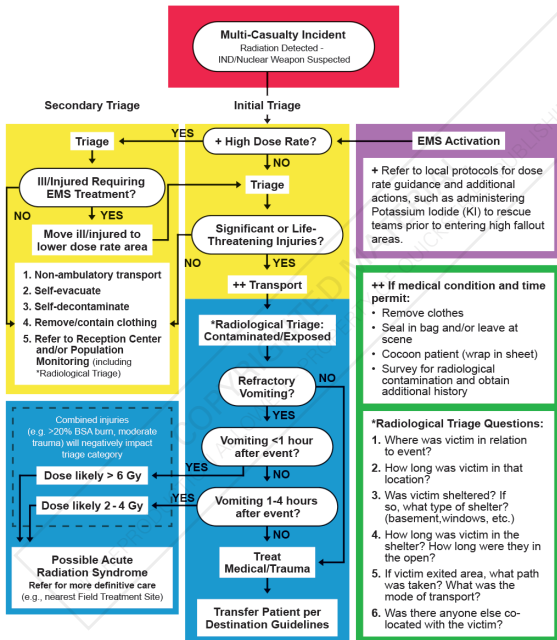 Multi-Casualty Incident
Radiation Detected -
IND/Nuclear Weapon Suspected
Secondary Triage
Initial Triage
YES
Triage
+ High Dose Rate?
EMS Activation
NO
Ill/Injured Requiring
EMS Treatment?
Triage
+ Refer to local protocols for dose
rate guidance and additional
actions, such as administering
Potassium Iodide (KI) to rescue
teams prior to entering high fallout
areas.
NO
YES
Move ill/injured to
lower dose rate area
Significant or Life-
Threatening Injuries?
NO
YES
1. Non-ambulatory transport
2. Self-evacuate
3. Self-decontaminate
4. Remove/contain clothing
5. Refer to Reception Center
and/or Population
Monitoring (including
*Radiological Triage)
++ Transport
++ If medical condition and time
permit:
• Remove clothes
• Seal in bag and/or leave at
scene
• Cocoon patient (wrap in sheet)
• Survey for radiological
contamination and obtain
additional history
*Radiological Triage:
Contaminated/Exposed
Refractory
Vomiting?
NO
YES
Combined injuries
(e.g. >20% BSA burn, moderate
trauma) will negatively impact
triage category
Vomiting <1 hour
after event?
YES
NO
Dose likely > 6 Gy
Dose likely 2 - 4 Gy
YES
Vomiting 1-4 hours
after event?
NO
Possible Acute
Radiation Syndrome
Refer for more definitive care
(e.g., nearest Field Treatment Site)
Treat
Medical/Trauma
Transfer Patient per
Destination Guidelines
*Radiological Triage Questions:
1. Where was victim in relation
to event?
2. How long was victim in that
location?
3. Was victim sheltered? If
so, what type of shelter?
(basement,windows, etc.)
4. How long was victim in
the shelter? How long were they in
the open?
5. If victim exited area, what path
was taken? What was the
mode of transport?
6. Was there anyone else co-
located with the victim?